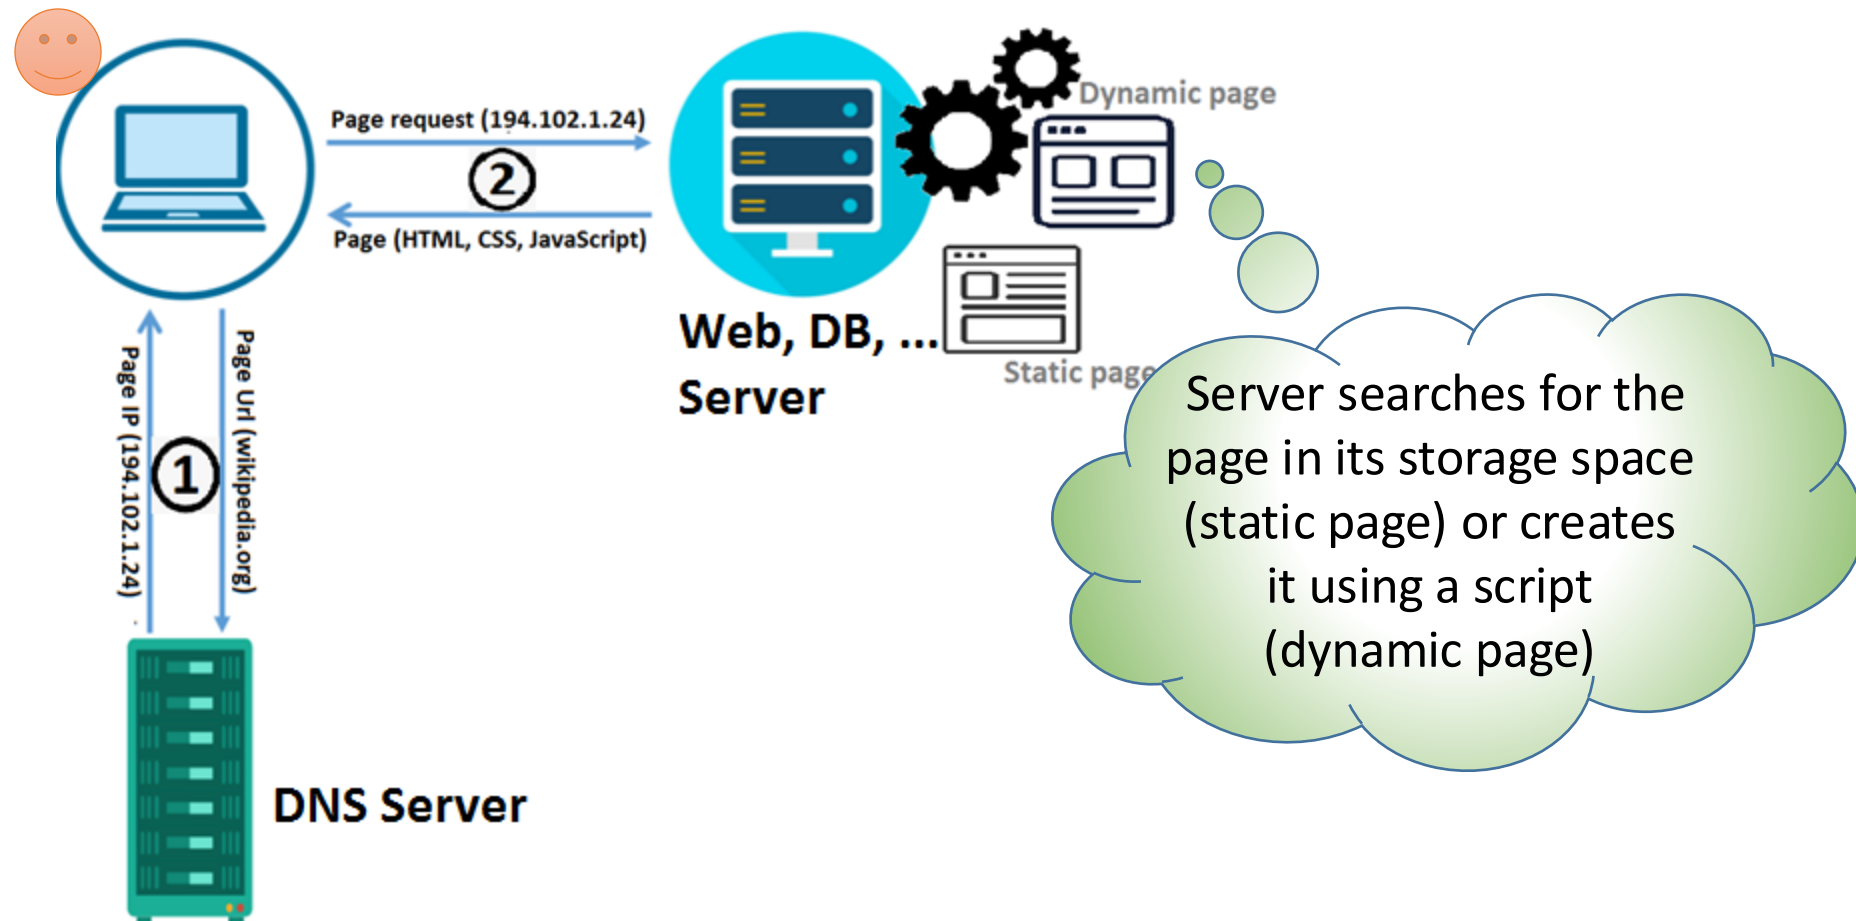 Page request (194.102.1.24)
2
Page (HTML, CSS, JavaScript)
Dynamic page
Web, DB, ...
Server
Static page
Server searches for the
page in its storage space
(static page) or creates
it using a script
(dynamic page)
Page IP (194.102.1.24)
1
Page Url (wikipedia.org)
DNS Server